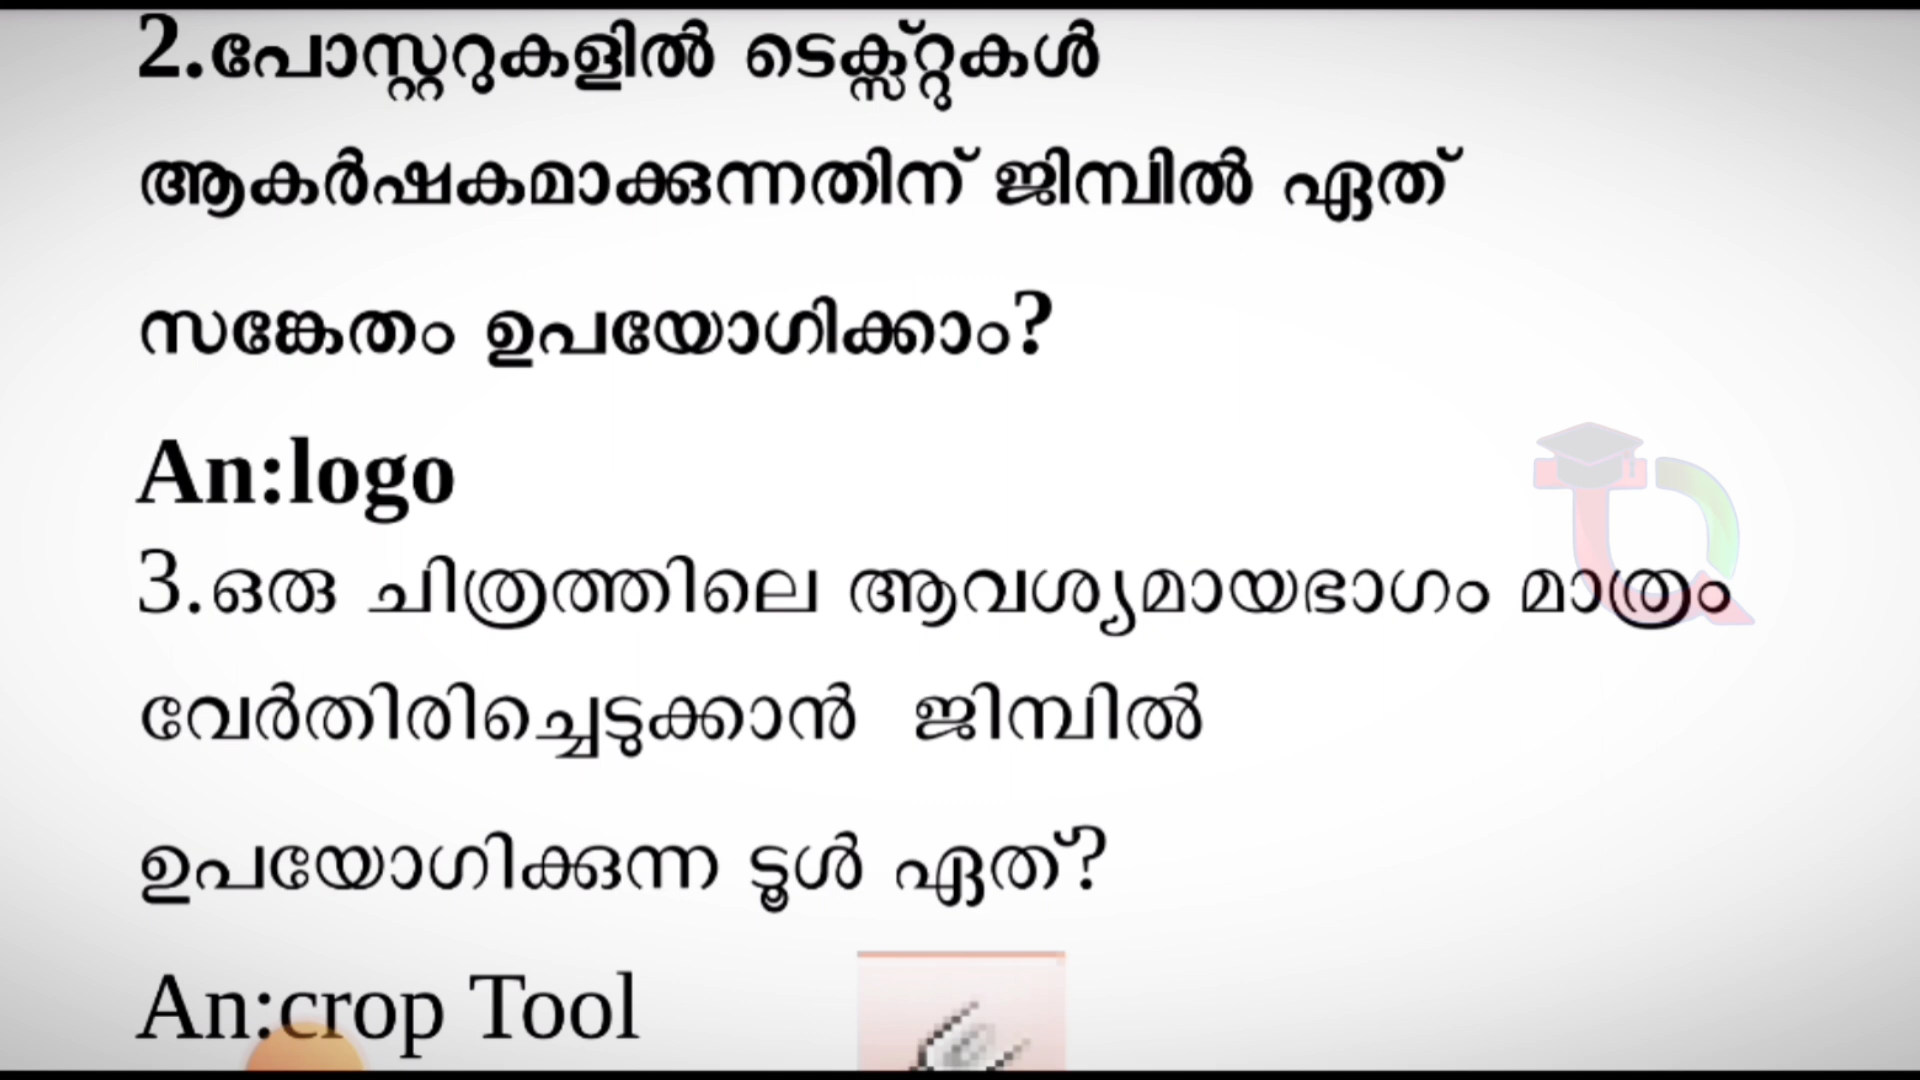 2.പോസ്റ്ററുകളിൽ ടെക്സ്റ്റുകൾ
ആകർഷകമാക്കുന്നതിന് ജിമ്പിൽ ഏത്
സങ്കേതം ഉപയോഗിക്കാം?
An:logo
3.ഒരു ചിത്രത്തിലെ ആവശ്യമായഭാഗം മാത്രം
വേർതിരിച്ചെടുക്കാൻ ജിമ്പിൽ
ഉപയോഗിക്കുന്ന ടൂൾ ഏത്?
An:crop Tool